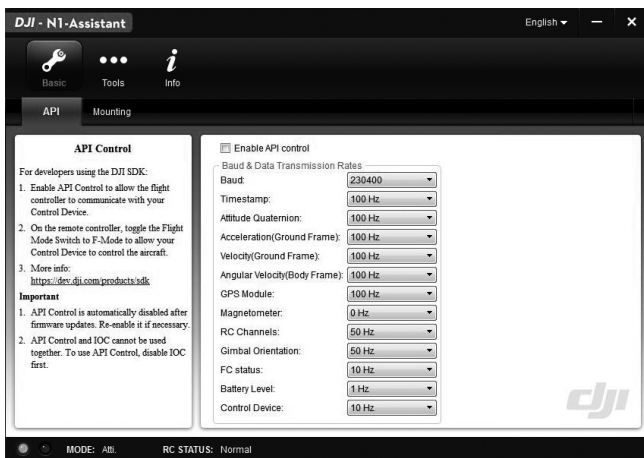 DJI - N1-Assistant
English
Basic
Tools
Info
API
Mounting
API Control
For developers using the DJI SDK:
1. Enable API Control to allow the flight
controller to communicate with your
Control Device.
2. On the remote controller, toggle the Flight
Mode Switch to F-Mode to allow your
Control Device to control the aircraft.
3. More info:
https://dev.dji.com/products/sdk
Important
1. API Control is automatically disabled after
firmware updates. Re-enable it if necessary.
2. API Control and IOC cannot be used
together. To use API Control, disable IOC
first.
Enable API control
Baud & Data Transmission Rates
Baud: 230400
Timestamp: 100 Hz
Attitude Quaternion: 100 Hz
Acceleration(Ground Frame): 100 Hz
Velocity(Ground Frame): 100 Hz
Angular Velocity(Body Frame): 100 Hz
GPS Module: 100 Hz
Magnetometer: 0 Hz
RC Channels: 50 Hz
Gimbal Orientation: 50 Hz
FC status: 10 Hz
Battery Level: 1 Hz
Control Device: 10 Hz
dji
MODE: Atti. RC STATUS: Normal